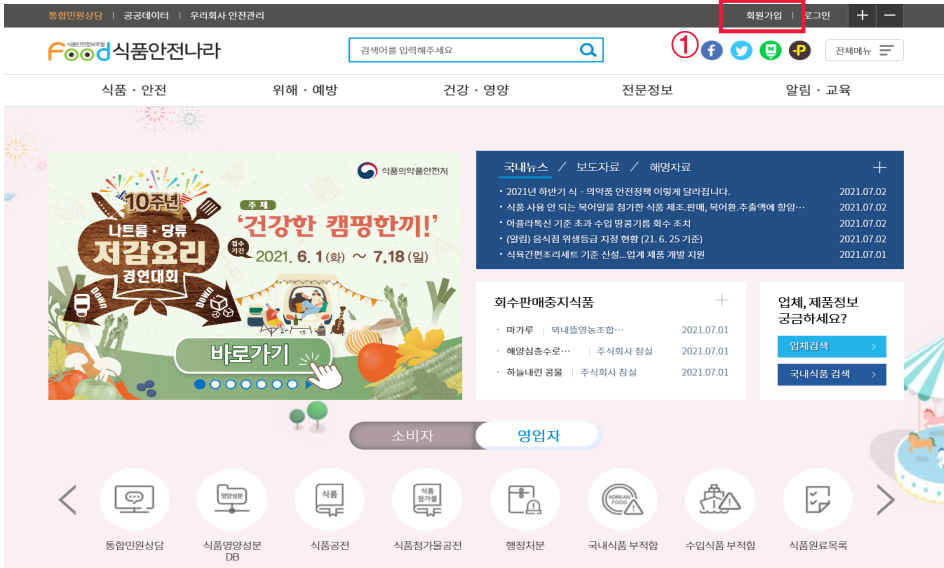 통합민원상담 | 공공데이터 | 우리회사 안전관리
회원가입 | 로그인 + −
식품안전정보포털
Food 식품안전나라
검색어를 입력해주세요
①
전체메뉴
식품 · 안전 위해 · 예방 건강 · 영양 전문정보 알림 · 교육
식품의약품안전처
10주년
나트륨 · 당류
저감요리
경연대회
DOWN
DOWN
주제
'건강한 캠핑한끼!'
접수기간 2021. 6. 1(화) ~ 7.18(일)
바로가기
국내뉴스 / 보도자료 / 해명자료 +
· 2021년 하반기 식 · 의약품 안전정책 이렇게 달라집니다. 2021.07.02
· 식품 사용 안 되는 복어알을 첨가한 식품 제조.판매, 복어환.추출액에 항암⋯ 2021.07.02
· 아플라톡신 기준 초과 수입 땅콩기름 회수 조치 2021.07.02
· (알림) 음식점 위생등급 지정 현황 (21. 6. 25 기준) 2021.07.02
· 식육간편조리세트 기준 신설...업계 제품 개발 지원 2021.07.01
회수판매중지식품 +
· 마가루 | 뫼내뜰영농조합⋯ 2021.07.01
· 해양심층수로⋯ | 주식회사 참실 2021.07.01
· 하늘내린 콩물 | 주식회사 참실 2021.07.01
업체, 제품정보
궁금하세요?
업체검색 >
국내식품 검색 >
소비자 영업자
영양성분
식품
식품
첨가물
KOREAN
FOOD
통합민원상담
식품영양성분
DB
식품공전
식품첨가물공전
행정처분
국내식품 부적합
수입식품 부적합
식품원료목록